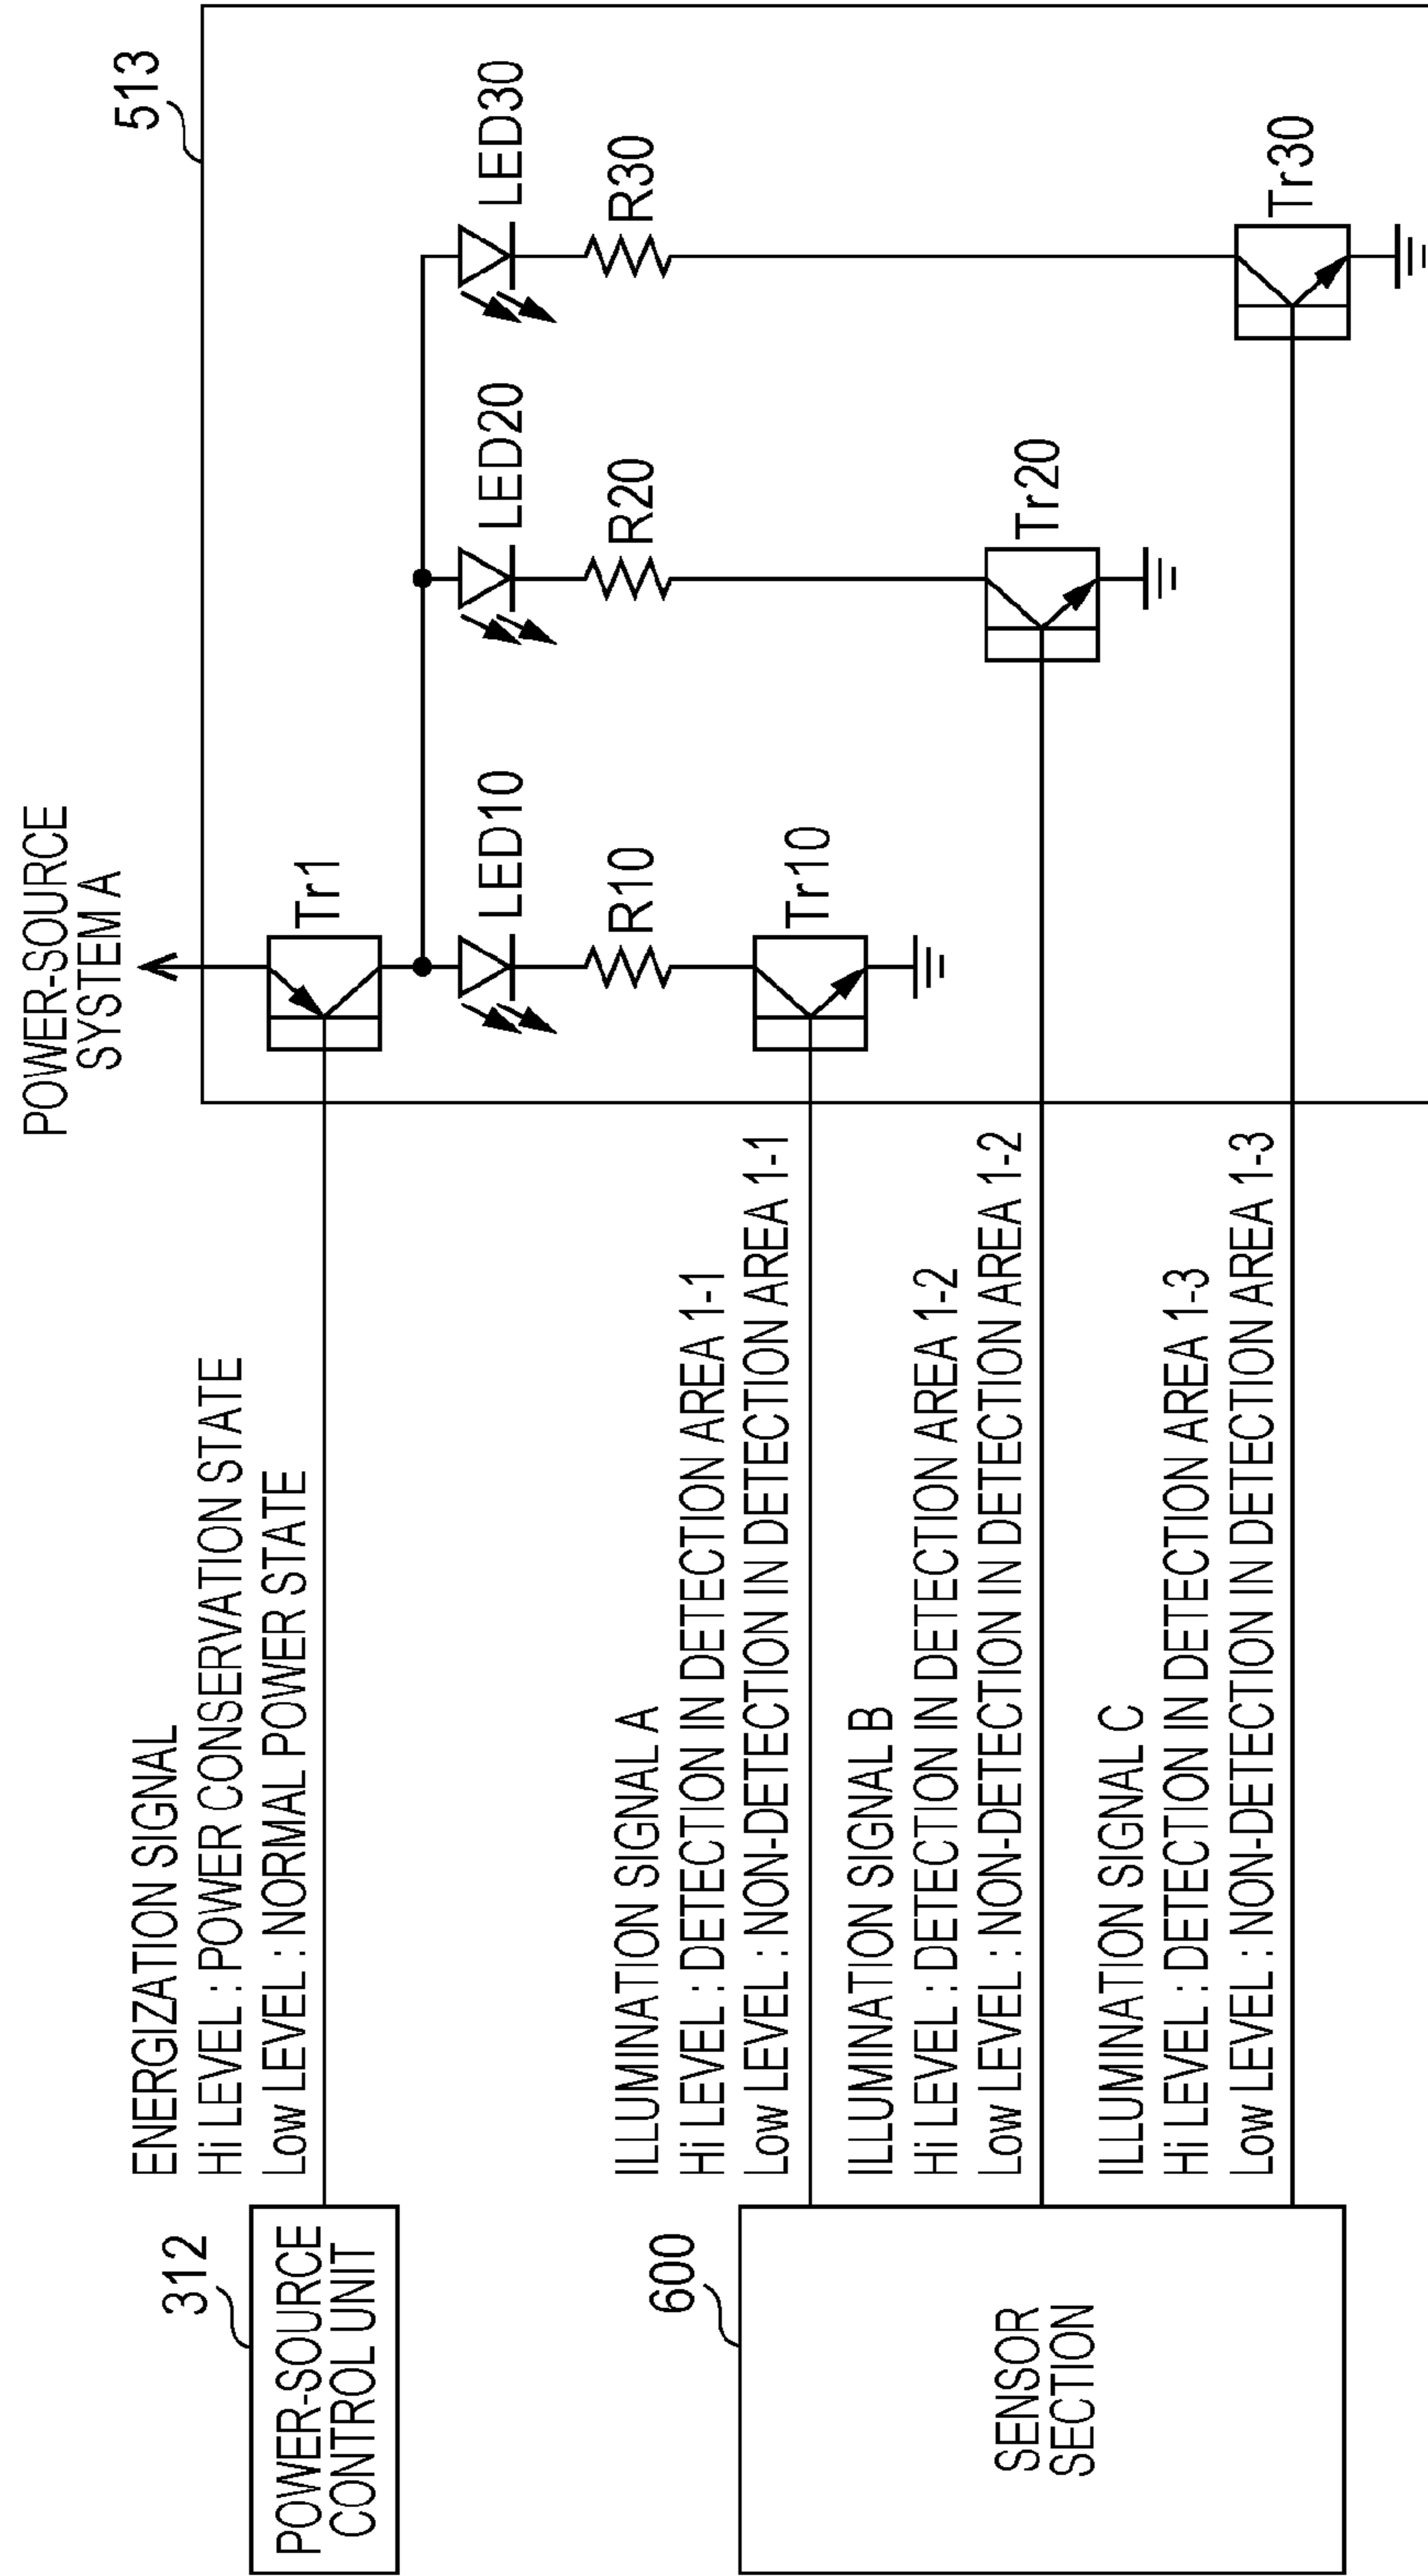 POWER-SOURCE
SYSTEM A
513
ENERGIZATION SIGNAL
Hi LEVEL : POWER CONSERVATION STATE
Low LEVEL : NORMAL POWER STATE
312
POWER-SOURCE
CONTROL UNIT
Tr1
LED10
LED20
LED30
R10
R20
R30
ILLUMINATION SIGNAL A
Hi LEVEL : DETECTION IN DETECTION AREA 1-1
Low LEVEL : NON-DETECTION IN DETECTION AREA 1-1
Tr10
600
SENSOR
SECTION
ILLUMINATION SIGNAL B
Hi LEVEL : DETECTION IN DETECTION AREA 1-2
Low LEVEL : NON-DETECTION IN DETECTION AREA 1-2
Tr20
ILLUMINATION SIGNAL C
Hi LEVEL : DETECTION IN DETECTION AREA 1-3
Low LEVEL : NON-DETECTION IN DETECTION AREA 1-3
Tr30